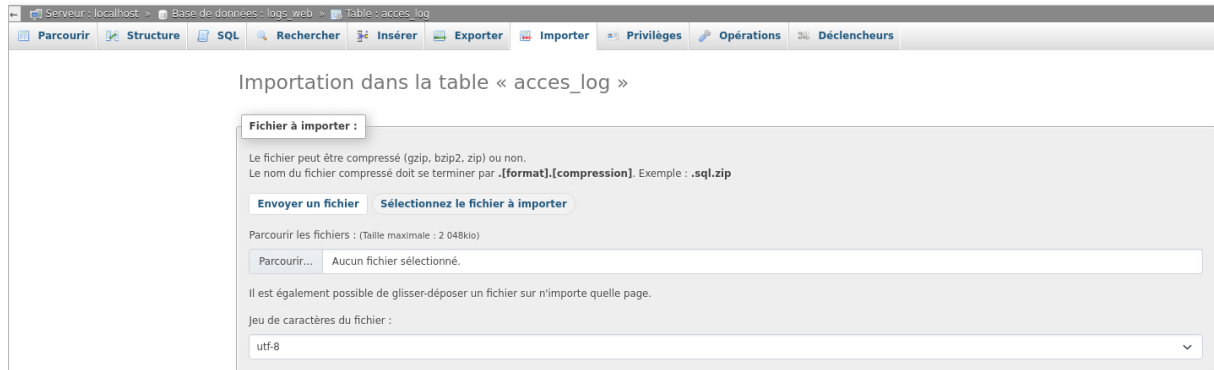 ← Serveur : localhost » Base de données : logs_web » Table : acces_log
Parcourir Structure SQL Rechercher Insérer Exporter Importer Privilèges Opérations Déclencheurs
Importation dans la table « acces_log »
Fichier à importer :
Le fichier peut être compressé (gzip, bzip2, zip) ou non.
Le nom du fichier compressé doit se terminer par .[format].[compression]. Exemple : .sql.zip
Envoyer un fichier Sélectionnez le fichier à importer
Parcourir les fichiers : (Taille maximale : 2 048kio)
Parcourir... Aucun fichier sélectionné.
Il est également possible de glisser-déposer un fichier sur n'importe quelle page.
Jeu de caractères du fichier :
utf-8